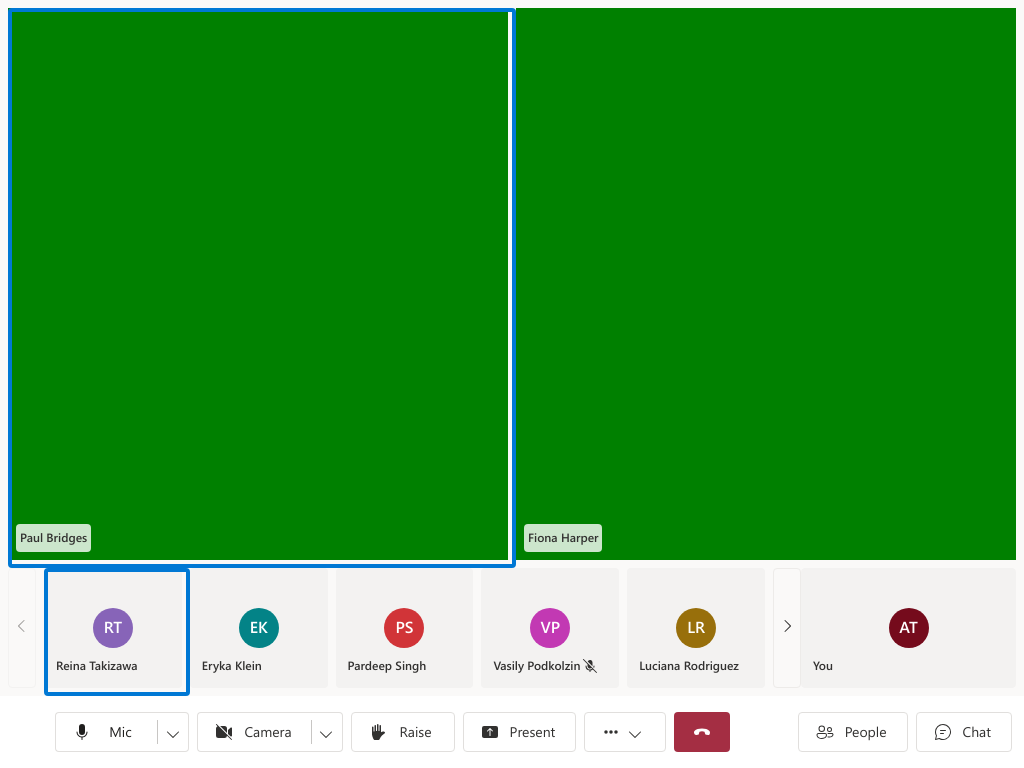 Paul Bridges
Fiona Harper
RT
EK
PS
VP
LR
AT
Reina Takizawa
Eryka Klein
Pardeep Singh
Vasily Podkolzin
Luciana Rodriguez
You
Mic
Camera
Raise
Present
People
Chat